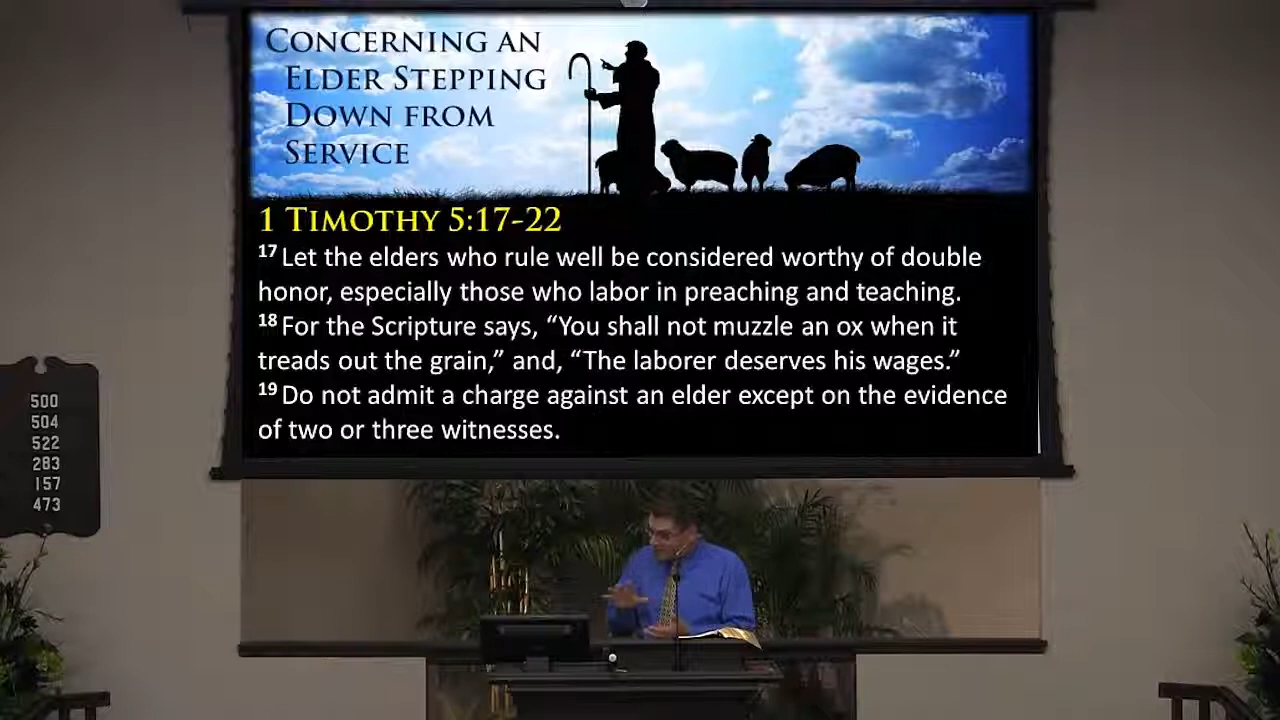 CONCERNING AN
ELDER STEPPING
DOWN FROM
SERVICE
1 TIMOTHY 5:17-22
17 Let the elders who rule well be considered worthy of double
honor, especially those who labor in preaching and teaching.
18 For the Scripture says, “You shall not muzzle an ox when it
treads out the grain,” and, “The laborer deserves his wages.”
19 Do not admit a charge against an elder except on the evidence
of two or three witnesses.
500
504
522
283
157
473